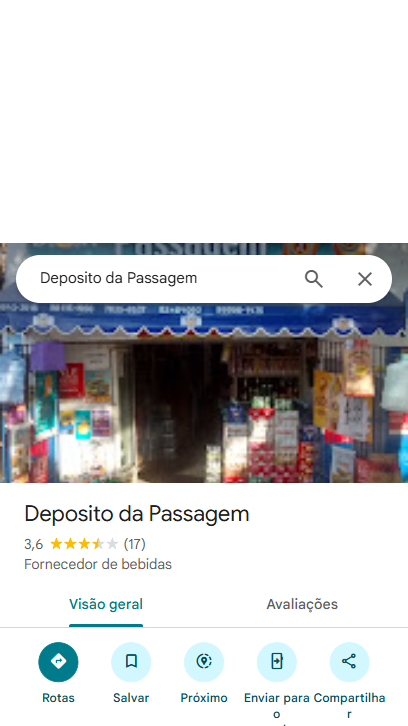 Deposito da Passagem
Deposito da Passagem
3,6 (17)
Fornecedor de bebidas
Visão geral
Avaliações
Rotas
Salvar
Próximo
Enviar para
o
Compartilha
r